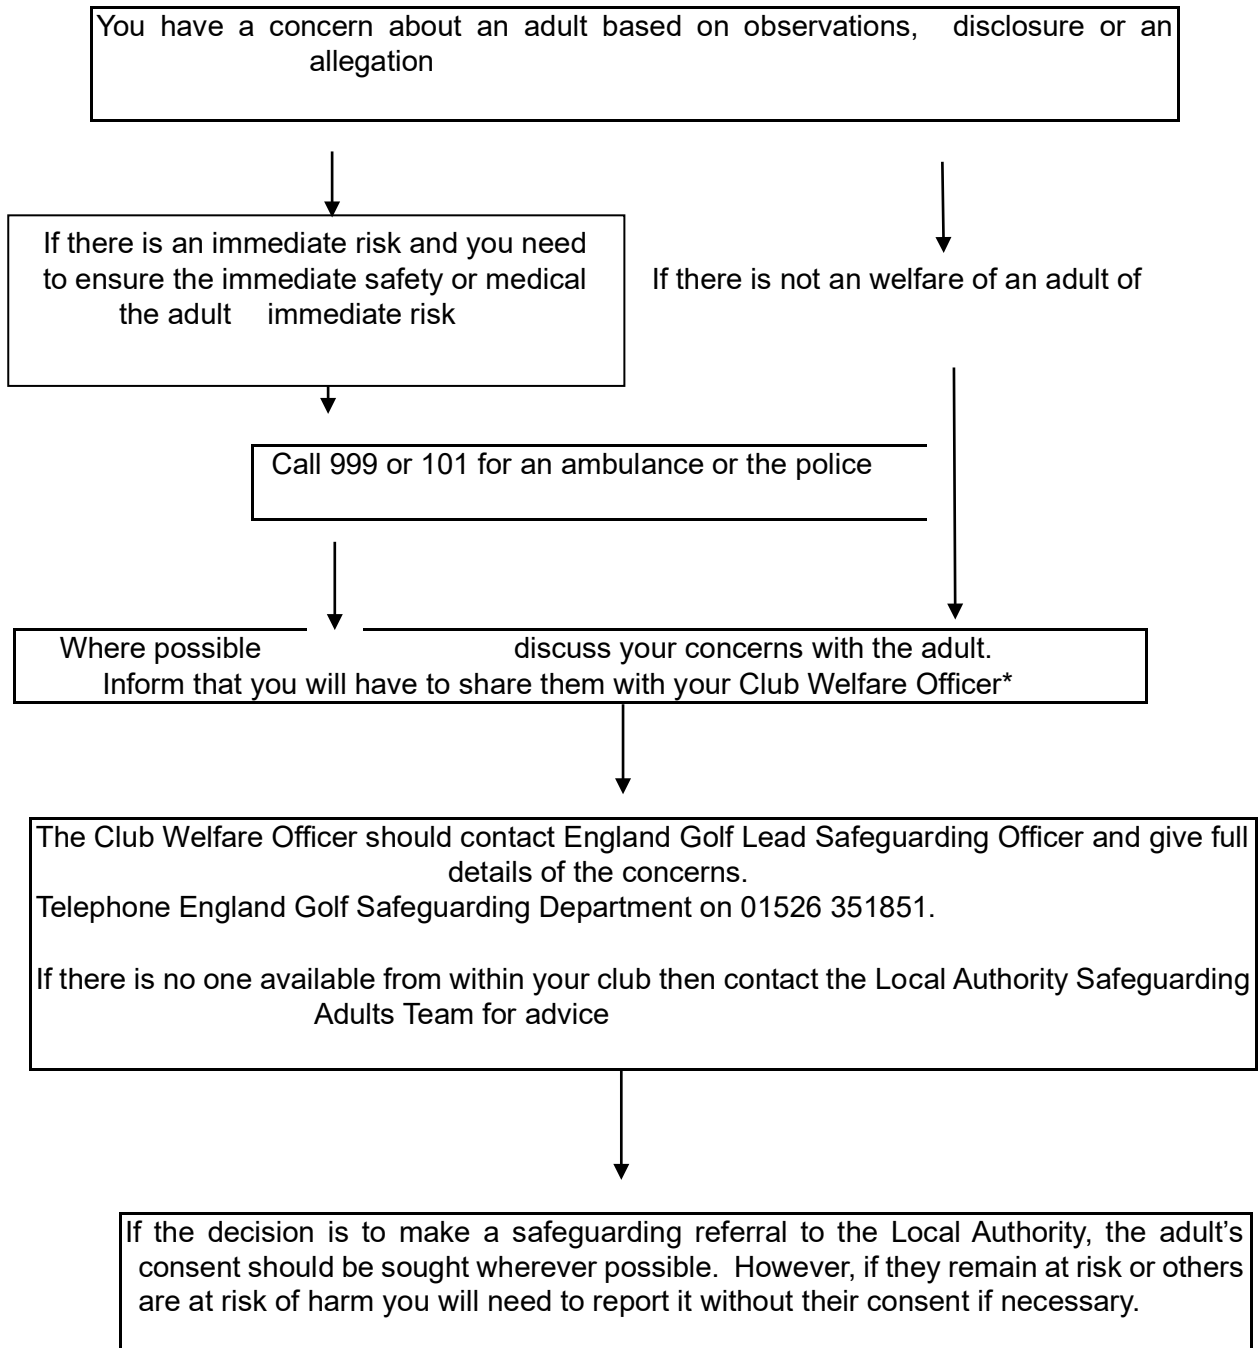 You have a concern about an adult based on observations, disclosure or an
allegation
If there is an immediate risk and you need
to ensure the immediate safety or medical
the adult immediate risk
If there is not an welfare of an adult of
Call 999 or 101 for an ambulance or the police
Where possible discuss your concerns with the adult.
Inform that you will have to share them with your Club Welfare Officer*
The Club Welfare Officer should contact England Golf Lead Safeguarding Officer and give full
details of the concerns.
Telephone England Golf Safeguarding Department on 01526 351851.
If there is no one available from within your club then contact the Local Authority Safeguarding
Adults Team for advice
If the decision is to make a safeguarding referral to the Local Authority, the adult’s
consent should be sought wherever possible. However, if they remain at risk or others
are at risk of harm you will need to report it without their consent if necessary.